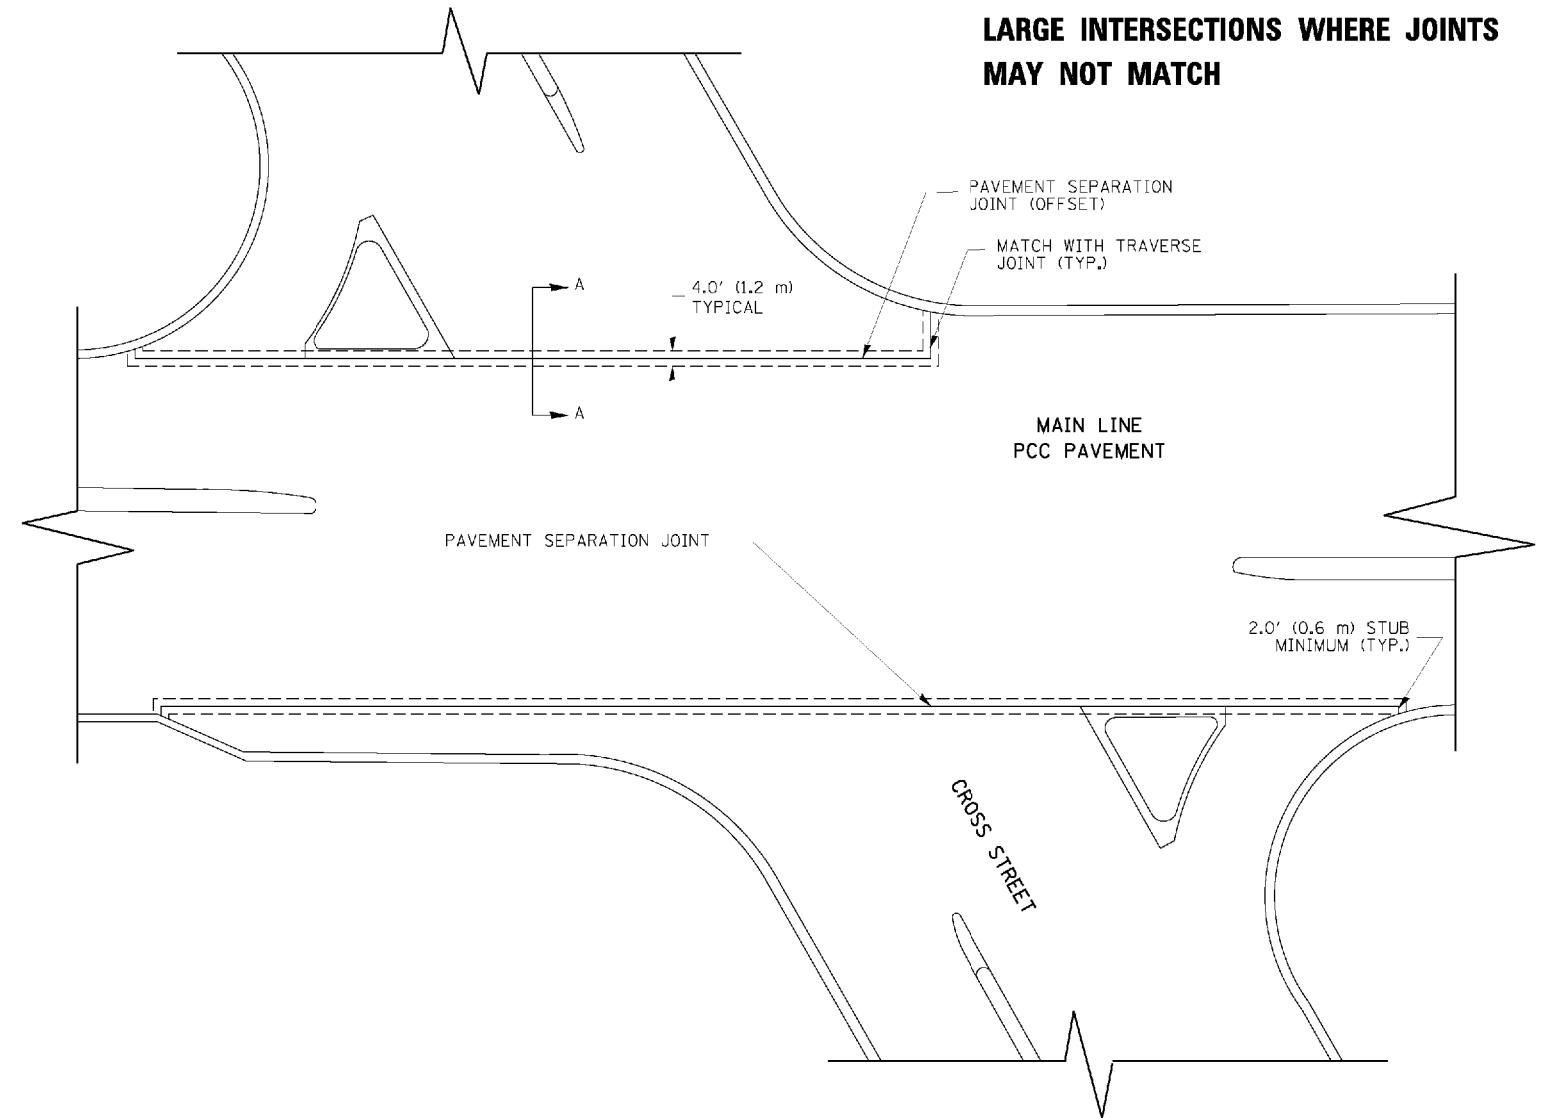 LARGE INTERSECTIONS WHERE JOINTS
MAY NOT MATCH
PAVEMENT SEPARATION
JOINT (OFFSET)
MATCH WITH TRAVERSE
JOINT (TYP.)
A
4.0' (1.2 m)
TYPICAL
A
MAIN LINE
PCC PAVEMENT
PAVEMENT SEPARATION JOINT
2.0' (0.6 m) STUB
MINIMUM (TYP.)
CROSS STREET